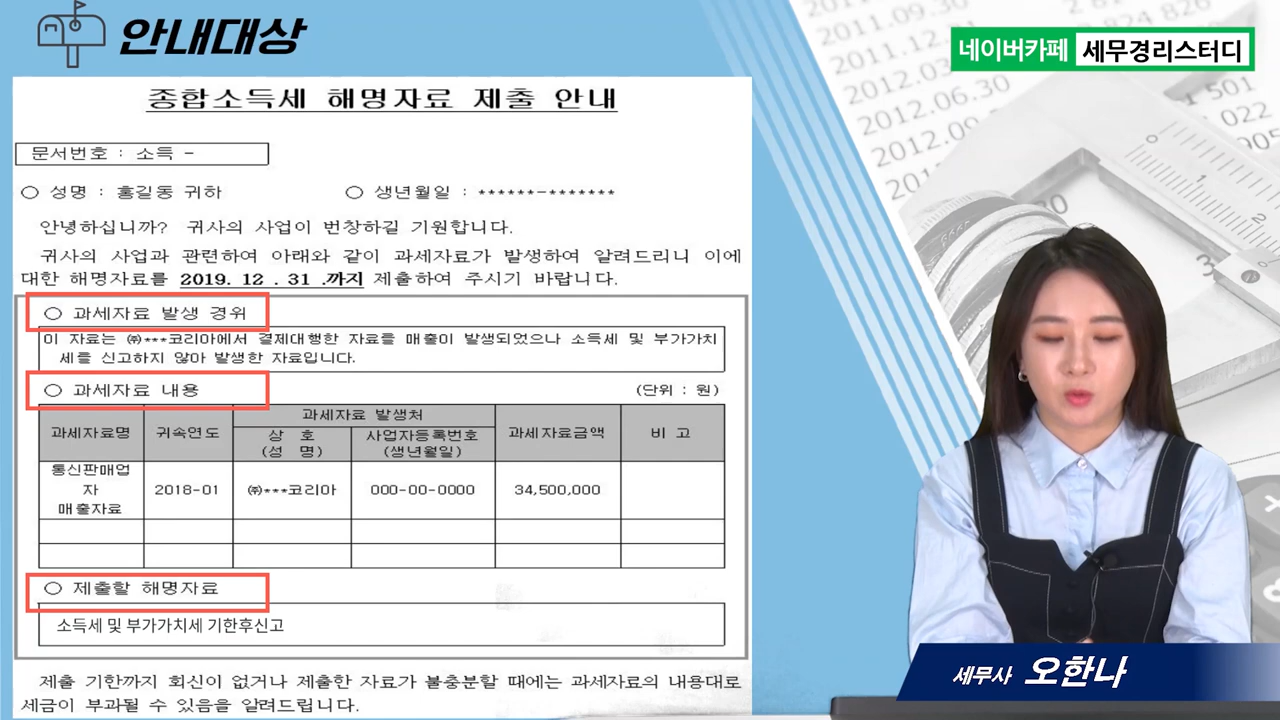 안내대상
네이버카페 세무경리스터디
종합소득세 해명자료 제출 안내
문서번호 : 소득 -
○ 성명 : 홍길동 귀하 ○ 생년월일 : ******-*******
안녕하십니까? 귀사의 사업이 번창하길 기원합니다.
귀사의 사업과 관련하여 아래와 같이 과세자료가 발생하여 알려드리니 이에
대한 해명자료를 2019. 12 . 31 .까지 제출하여 주시기 바랍니다.
○ 과세자료 발생 경위
이 자료는 ㈜***코리아에서 결제대행한 자료를 매출이 발생되었으나 소득세 및 부가가치
세를 신고하지 않아 발생한 자료입니다.
○ 과세자료 내용 (단위 : 원)
과세자료명 귀속연도 과세자료 발생처 과세자료금액 비 고
상 호 사업자등록번호
(성 명) (생년월일)
통신판매업
자
매출자료
2018-01 ㈜***코리아 000-00-0000 34,500,000
○ 제출할 해명자료
소득세 및 부가가치세 기한후신고
제출 기한까지 회신이 없거나 제출한 자료가 불충분할 때에는 과세자료의 내용대로
세금이 부과될 수 있음을 알려드립니다.
2011.09.30
2012.06.30
세무사 오한나